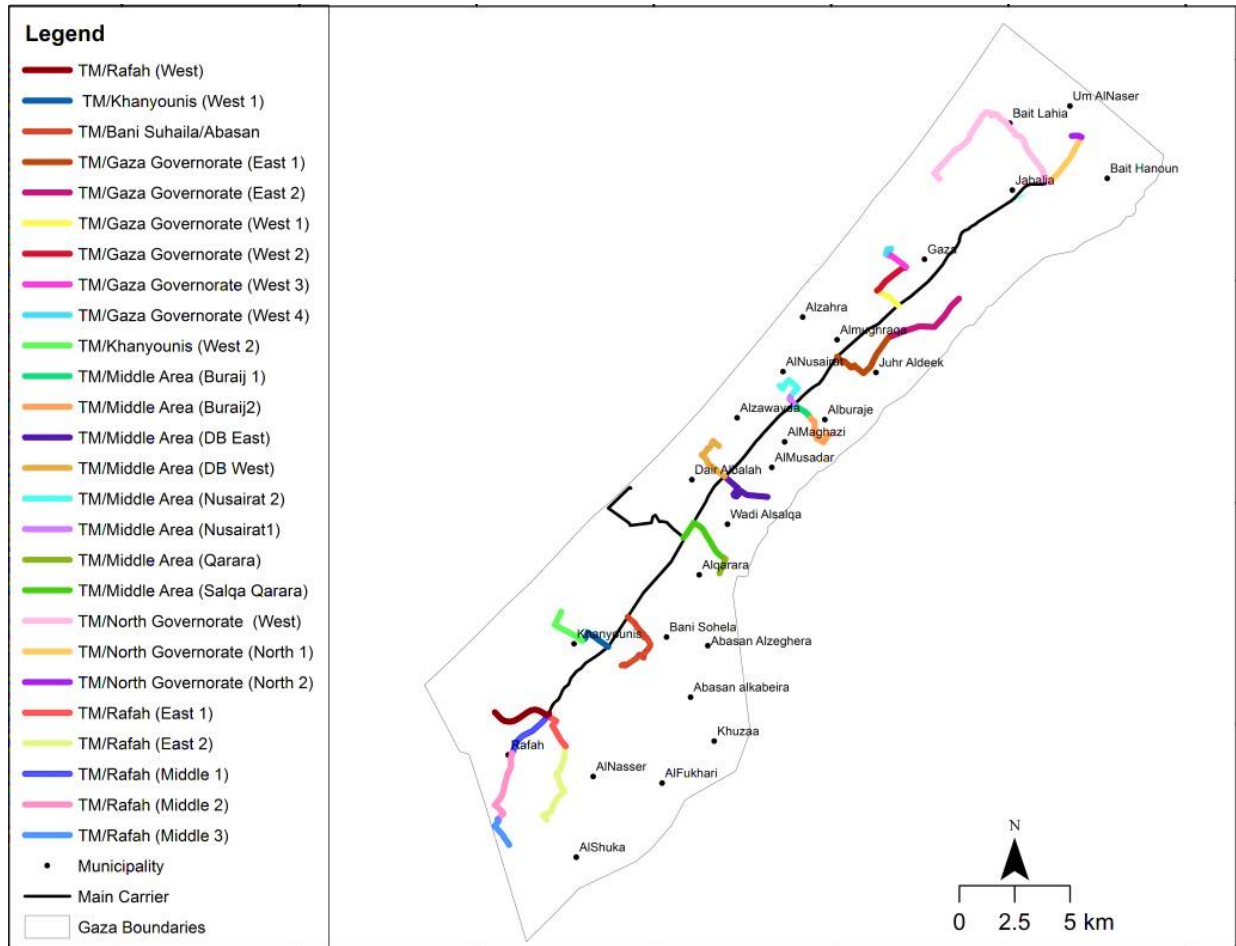 Legend
TM/Rafah (West)
TM/Khanyounis (West 1)
TM/Bani Suhaila/Abasan
TM/Gaza Governorate (East 1)
TM/Gaza Governorate (East 2)
TM/Gaza Governorate (West 1)
TM/Gaza Governorate (West 2)
TM/Gaza Governorate (West 3)
TM/Gaza Governorate (West 4)
TM/Khanyounis (West 2)
TM/Middle Area (Buraij 1)
TM/Middle Area (Buraij2)
TM/Middle Area (DB East)
TM/Middle Area (DB West)
TM/Middle Area (Nusairat 2)
TM/Middle Area (Nusairat1)
TM/Middle Area (Qarara)
TM/Middle Area (Salqa Qarara)
TM/North Governorate (West)
TM/North Governorate (North 1)
TM/North Governorate (North 2)
TM/Rafah (East 1)
TM/Rafah (East 2)
TM/Rafah (Middle 1)
TM/Rafah (Middle 2)
TM/Rafah (Middle 3)
Municipality
Main Carrier
Gaza Boundaries
Um AlNaser
Bait Lahia
Bait Hanoun
Jabalia
Gaza
Alzahra
Almughraqa
AlNusairat
Juhr Aldeek
Alzawayda
Alburaje
AlMaghazi
AlMusadar
Dair Albalah
Wadi Alsalqa
Alqarara
Bani Sohela
Khanyounis
Abasan Alzeghera
Abasan alkabeira
Khuzaa
Rafah
AlNasser
AlFukhari
AlShuka
N
0 2.5 5 km